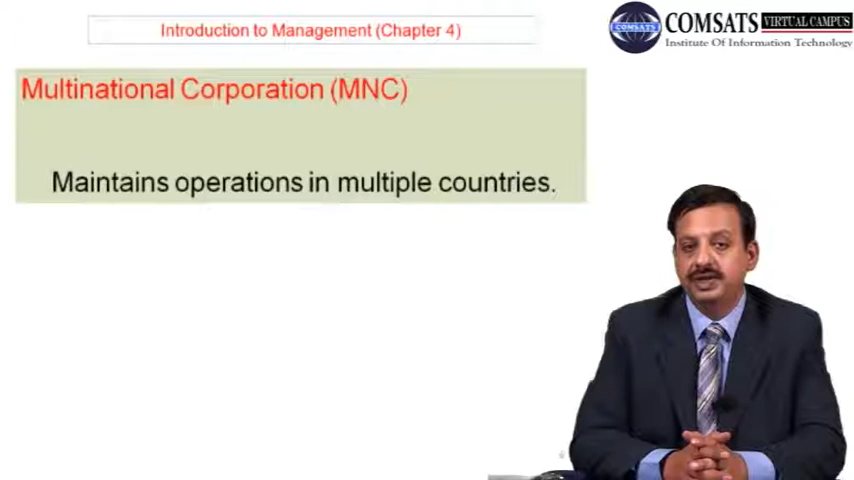 Introduction to Management (Chapter 4)
COMSATS
COMSATS VIRTUAL CAMPUS
Institute Of Information Technology
Multinational Corporation (MNC)
Maintains operations in multiple countries.